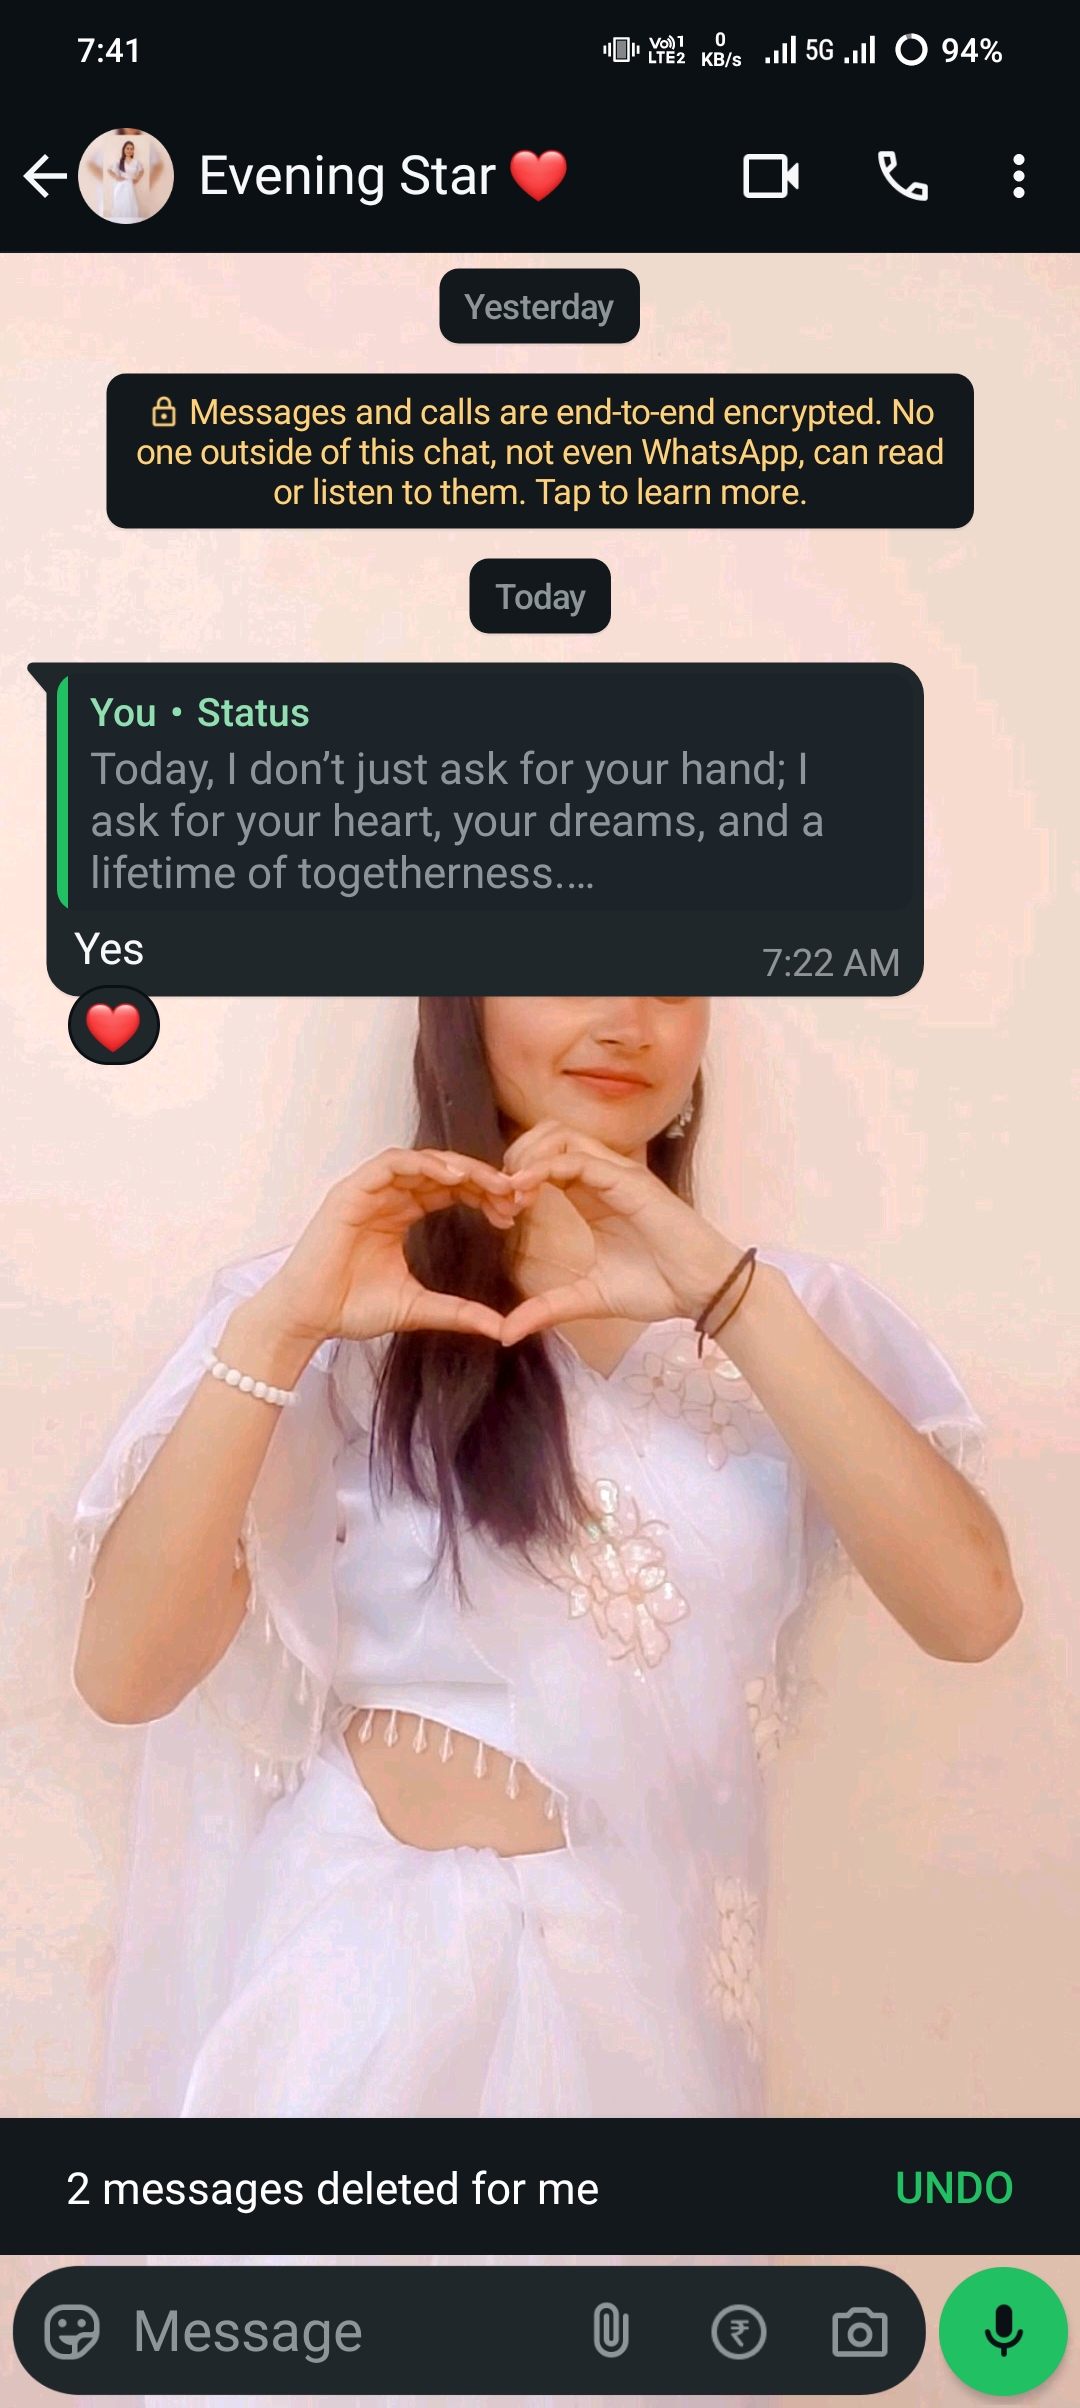 7:41
Vo)) 1
LTE2
0
KB/s
5G
94%
Evening Star ❤️
Yesterday
Messages and calls are end-to-end encrypted. No
one outside of this chat, not even WhatsApp, can read
or listen to them. Tap to learn more.
Today
You • Status
Today, I don’t just ask for your hand; I
ask for your heart, your dreams, and a
lifetime of togetherness.…
Yes
7:22 AM
❤️
2 messages deleted for me
UNDO
Message
₹